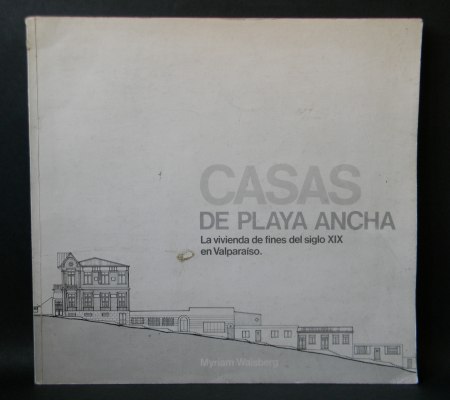 CASAS
DE PLAYA ANCHA
La vivienda de fines del siglo XIX
en Valparaíso.
Myriam Waisberg